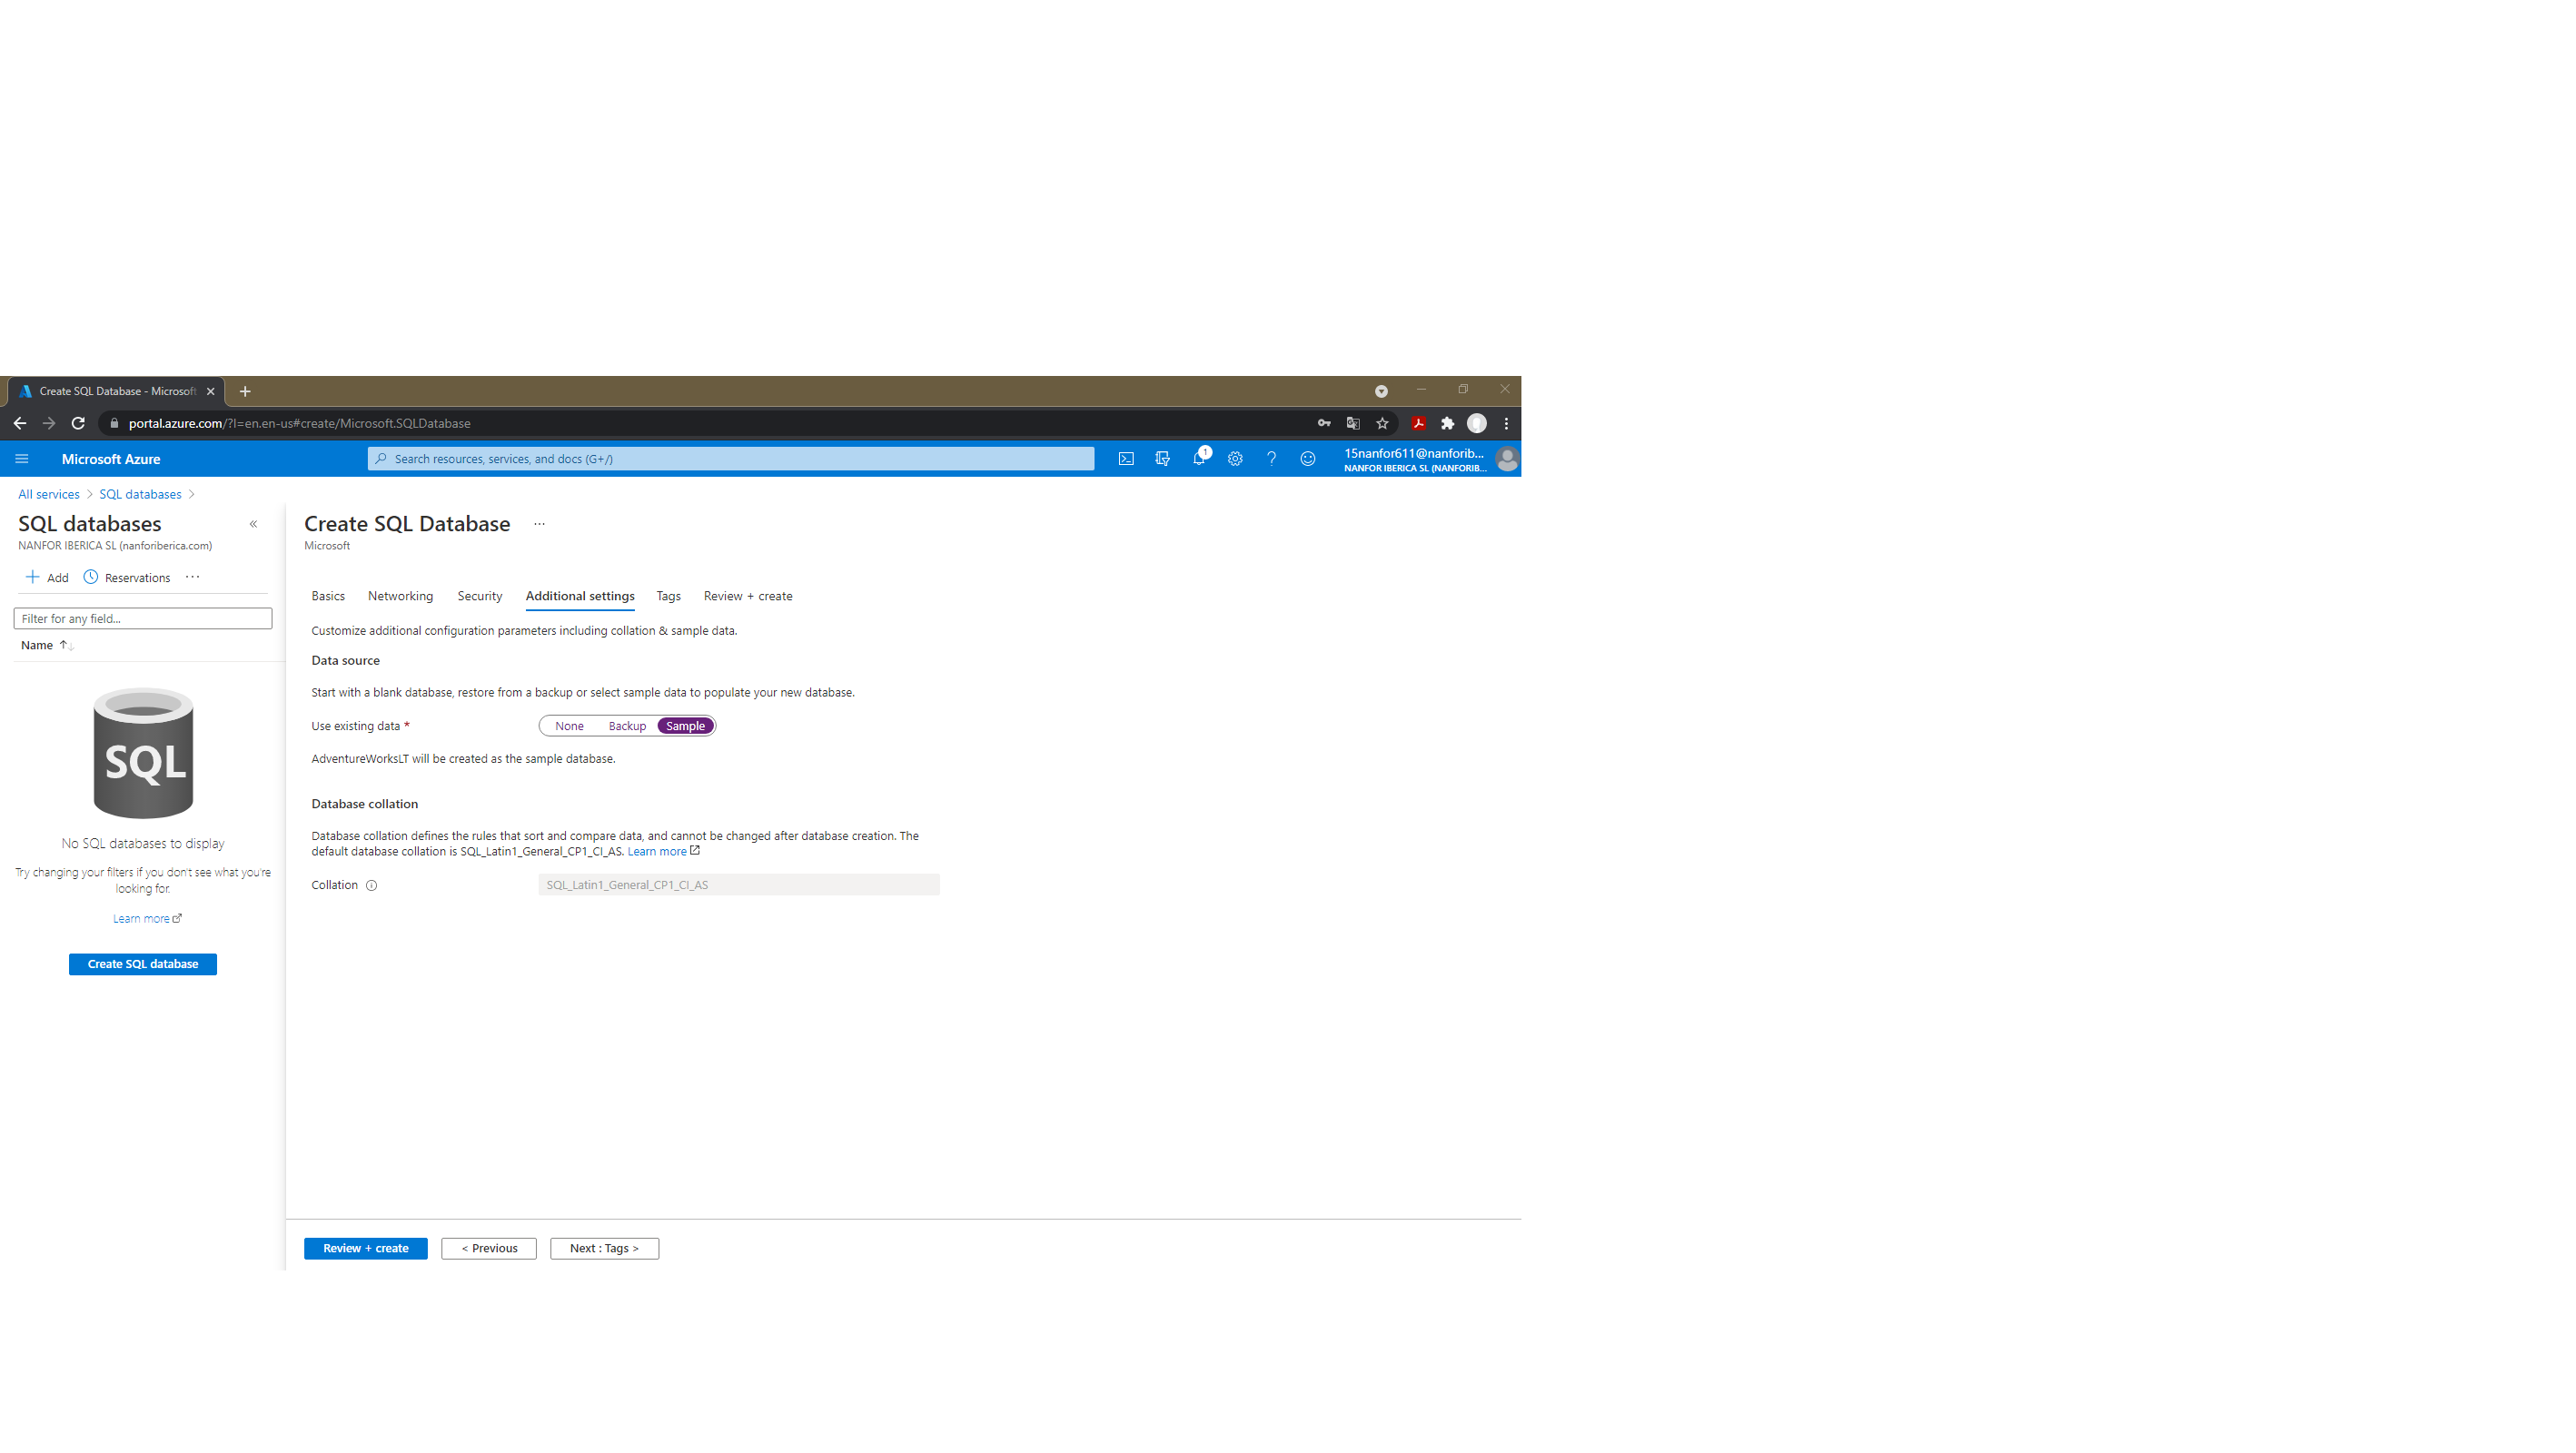 Create SQL Database - Microsoft
portal.azure.com/?l=en.en-us#create/Microsoft.SQLDatabase
Microsoft Azure
Search resources, services, and docs (G+/)
1
15nanfor611@nanforib...
NANFOR IBERICA SL (NANFORIB...
All services > SQL databases >
SQL databases
«
NANFOR IBERICA SL (nanforiberica.com)
Add
Reservations
Filter for any field...
Name
SQL
No SQL databases to display
Try changing your filters if you don't see what you're
looking for.
Learn more
Create SQL database
Create SQL Database
...
Microsoft
Basics
Networking
Security
Additional settings
Tags
Review + create
Customize additional configuration parameters including collation & sample data.
Data source
Start with a blank database, restore from a backup or select sample data to populate your new database.
Use existing data *
None
Backup
Sample
AdventureWorksLT will be created as the sample database.
Database collation
Database collation defines the rules that sort and compare data, and cannot be changed after database creation. The
default database collation is SQL_Latin1_General_CP1_CI_AS. Learn more
Collation
SQL_Latin1_General_CP1_CI_AS
Review + create
< Previous
Next : Tags >